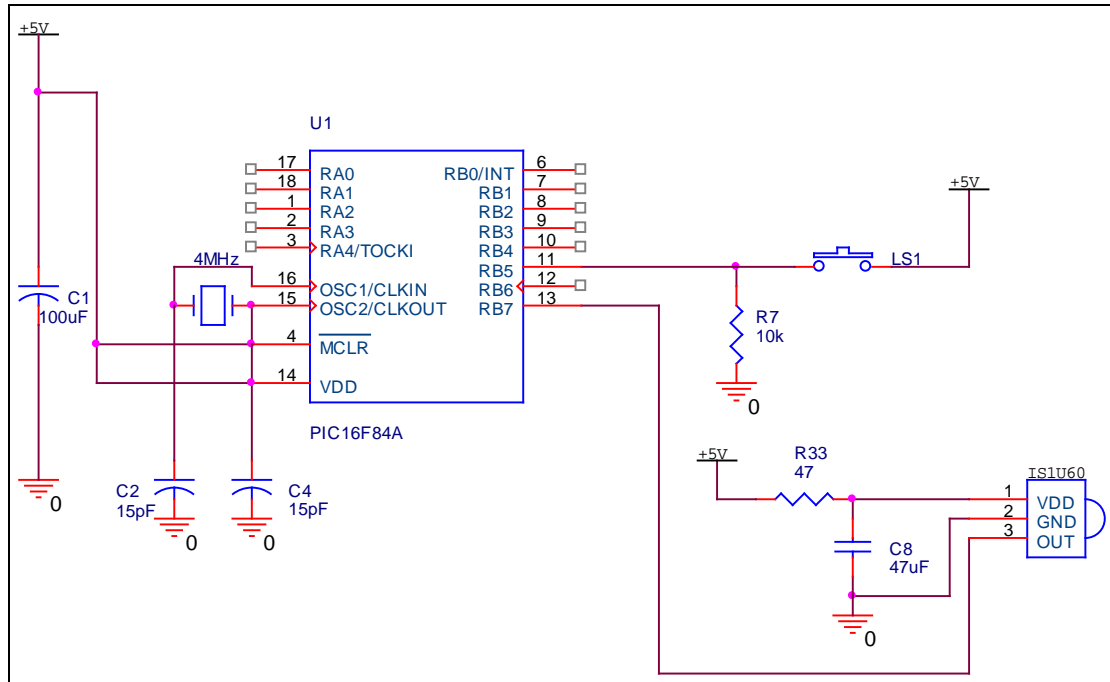 +5V
U1
17 RA0
18 RA1
1 RA2
2 RA3
3 RA4/TOCKI
4MHz
16 OSC1/CLKIN
15 OSC2/CLKOUT
4 MCLR
14 VDD
RB0/INT 6
RB1 7
RB2 8
RB3 9
RB4 10
RB5 11
RB6 12
RB7 13
PIC16F84A
C1
100uF
0
C2
15pF
0
C4
15pF
0
+5V
LS1
R7
10k
0
+5V
R33
47
C8
47uF
0
IS1U60
1 VDD
2 GND
3 OUT